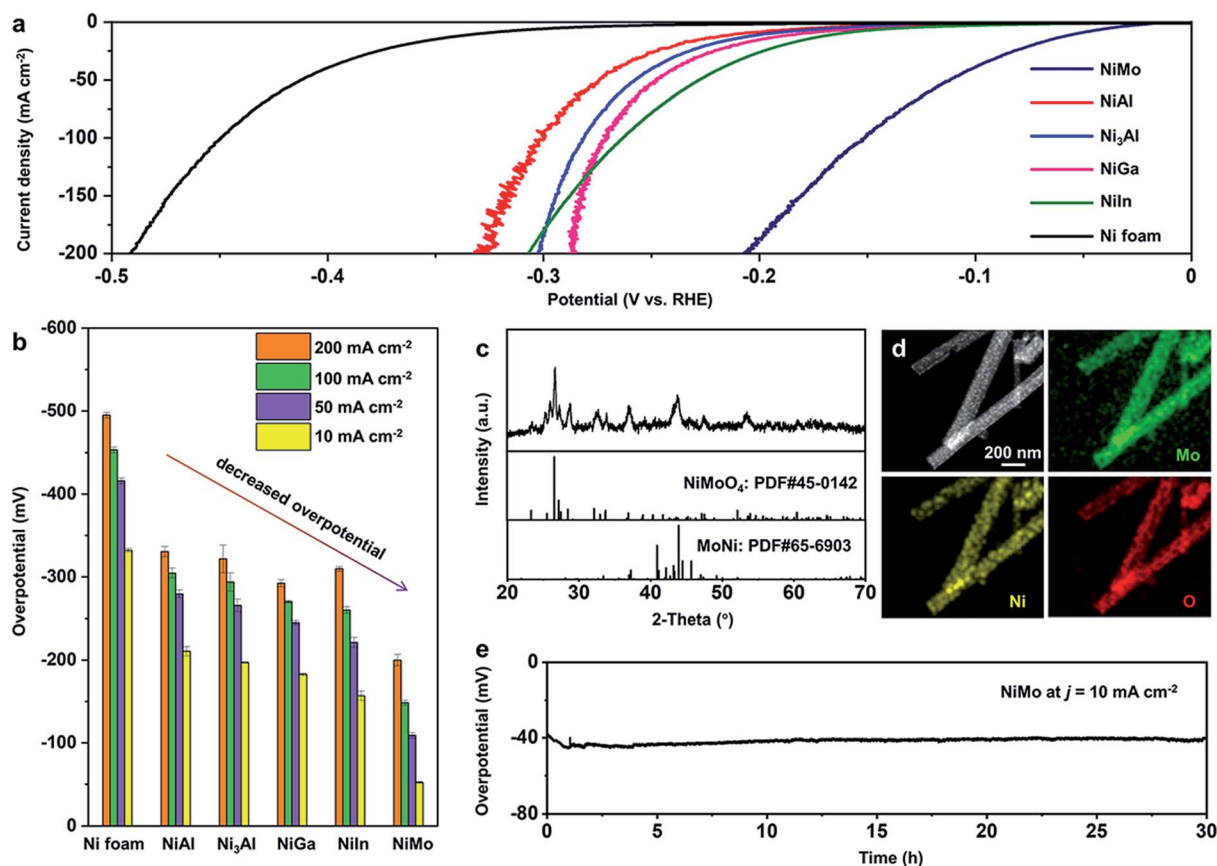 a
Current density (mA cm⁻²)
0
-50
-100
-150
-200
-0.5
-0.4
-0.3
-0.2
-0.1
0
Potential (V vs. RHE)
NiMo
NiAl
Ni₃Al
NiGa
NiIn
Ni foam
b
Overpotential (mV)
-600
-500
-400
-300
-200
-100
0
200 mA cm⁻²
100 mA cm⁻²
50 mA cm⁻²
10 mA cm⁻²
decreased overpotential
Ni foam
NiAl
Ni₃Al
NiGa
NiIn
NiMo
c
Intensity (a.u.)
NiMoO₄: PDF#45-0142
MoNi: PDF#65-6903
20
30
40
50
60
70
2-Theta (°)
d
200 nm
Mo
Ni
O
e
Overpotential (mV)
0
-40
-80
NiMo at j = 10 mA cm⁻²
0
5
10
15
20
25
30
Time (h)